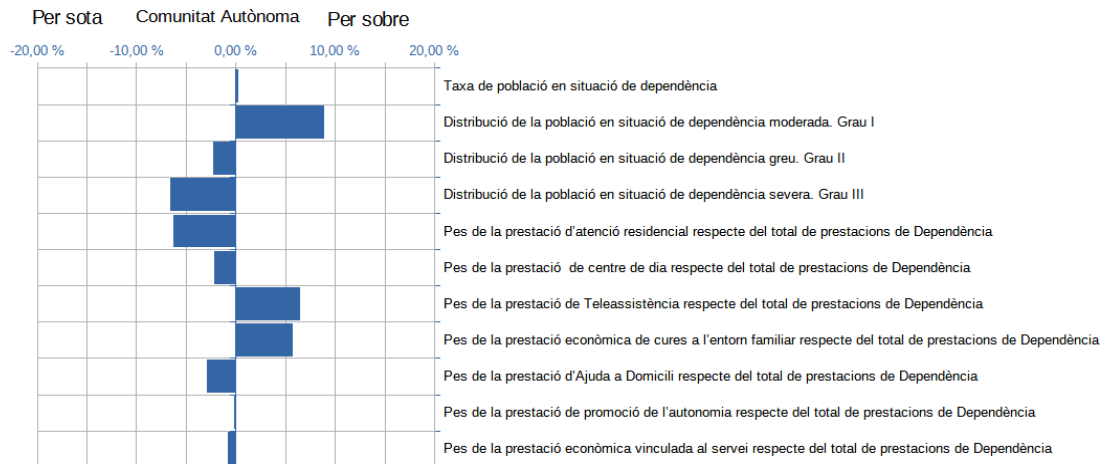 Per sota Comunitat Autònoma Per sobre
-20,00 % -10,00 % 0,00 % 10,00 % 20,00 %
Taxa de població en situació de dependència
Distribució de la població en situació de dependència moderada. Grau I
Distribució de la població en situació de dependència greu. Grau II
Distribució de la població en situació de dependència severa. Grau III
Pes de la prestació d'atenció residencial respecte del total de prestacions de Dependència
Pes de la prestació  de centre de dia respecte del total de prestacions de Dependència
Pes de la prestació de Teleassistència respecte del total de prestacions de Dependència
Pes de la prestació econòmica de cures a l'entorn familiar respecte del total de prestacions de Dependència
Pes de la prestació d'Ajuda a Domicili respecte del total de prestacions de Dependència
Pes de la prestació de promoció de l'autonomia respecte del total de prestacions de Dependència
Pes de la prestació econòmica vinculada al servei respecte del total de prestacions de Dependència